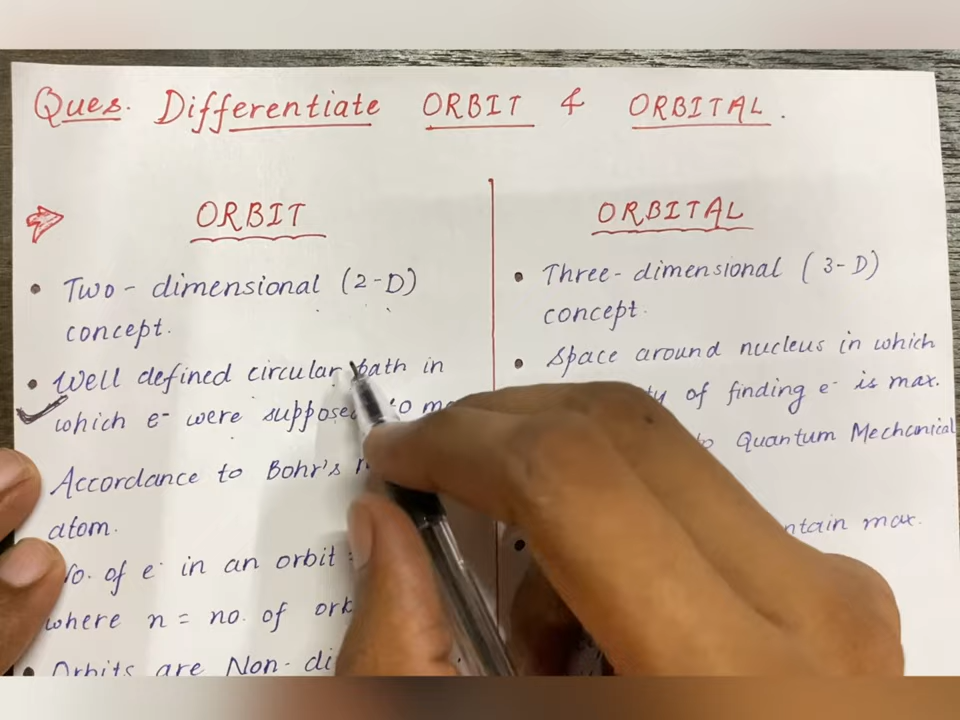 Ques. Differentiate ORBIT & ORBITAL.
ORBIT
• Two-dimensional (2-D)
concept.
• Well defined circular path in
which e⁻ were supposed to
Accordance to Bohr's
atom.
No. of e⁻ in an orbit
where n = no. of
Orbits are Non-
ORBITAL
• Three-dimensional (3-D)
concept.
• Space around nucleus in which
of finding e⁻ is max.
to Quantum Mechanical
max.